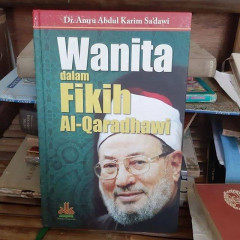 Dr. Amru Abdul Karim Sa'dawi
Wanita
dalam
Fikih
Al-Qaradhawi